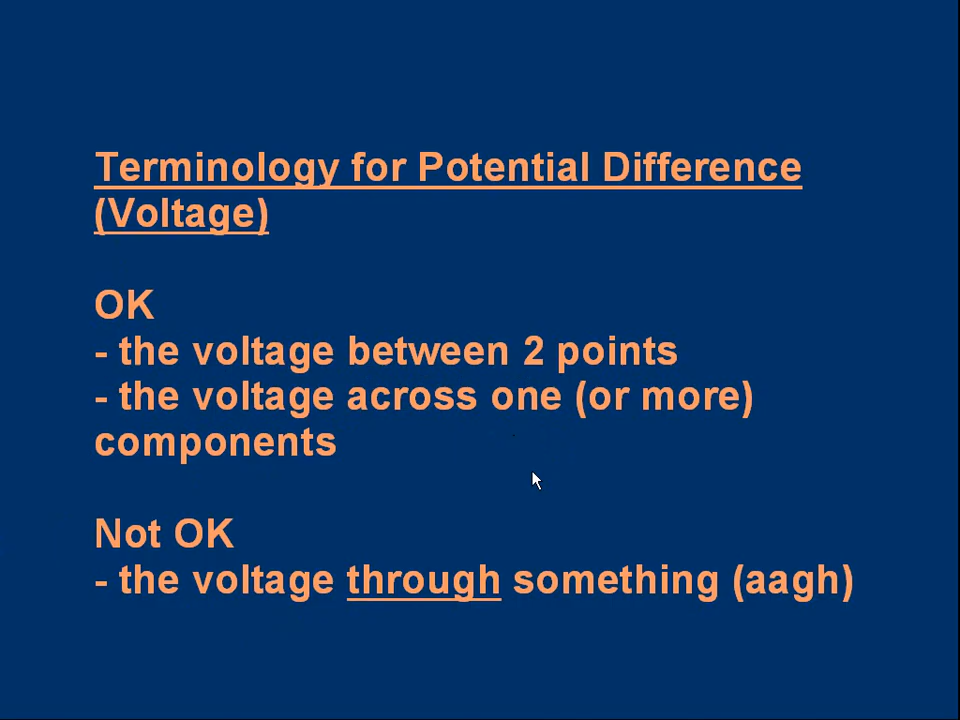 Terminology for Potential Difference
(Voltage)
OK
- the voltage between 2 points
- the voltage across one (or more)
components
Not OK
- the voltage through something (aagh)